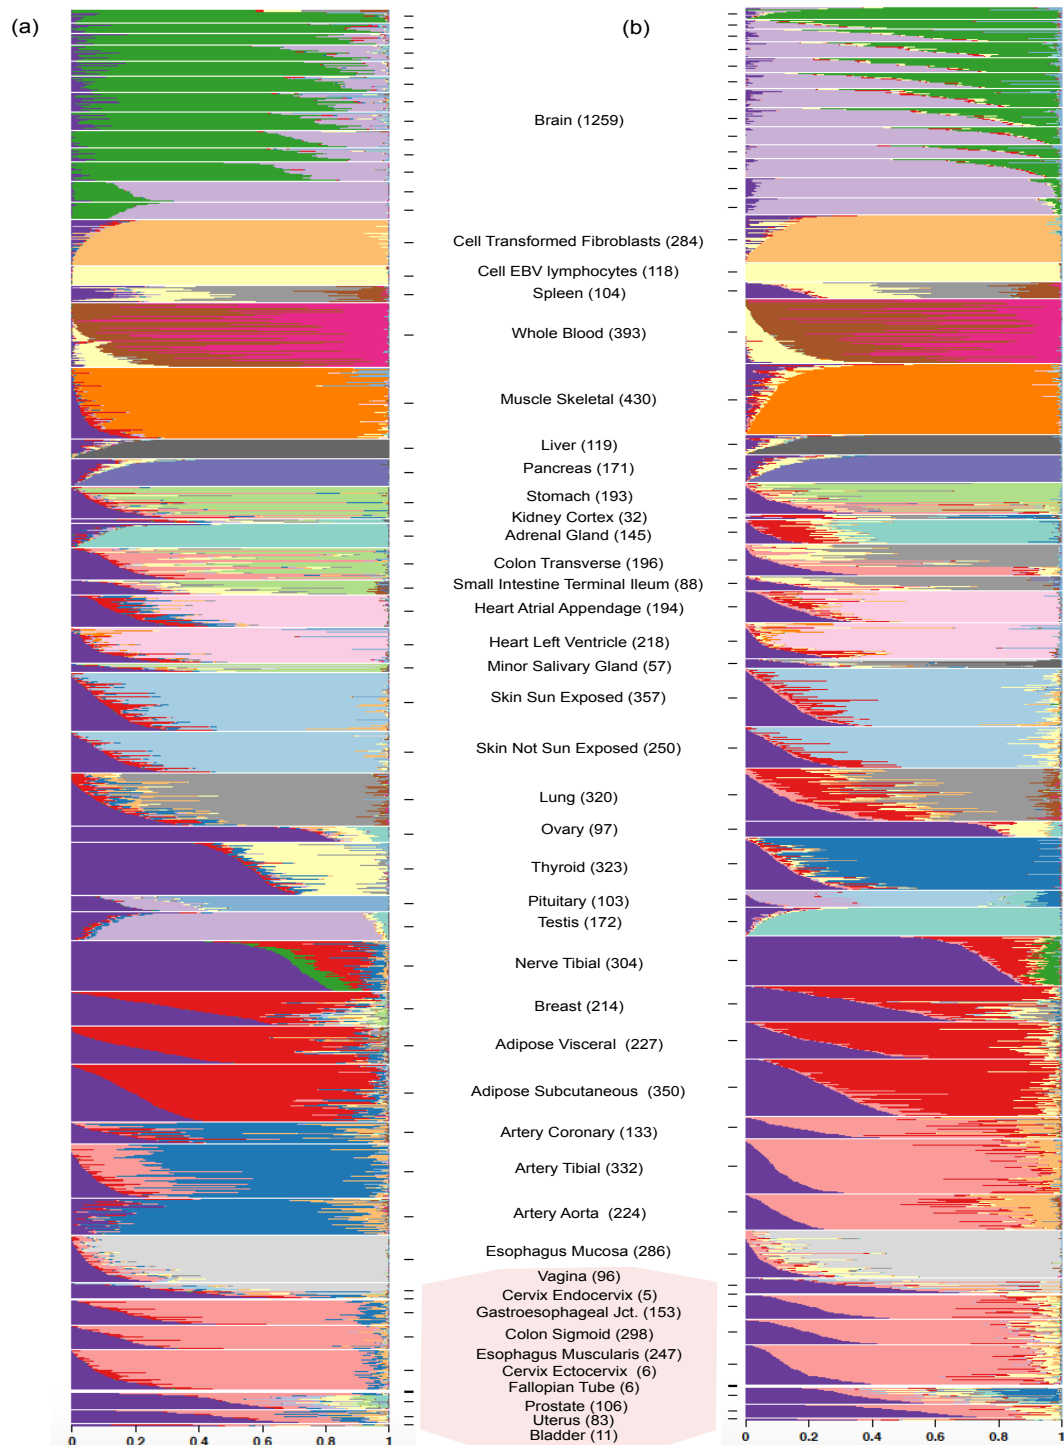 (a)
(b)
Brain (1259)
Cell Transformed Fibroblasts (284)
Cell EBV lymphocytes (118)
Spleen (104)
Whole Blood (393)
Muscle Skeletal (430)
Liver (119)
Pancreas (171)
Stomach (193)
Kidney Cortex (32)
Adrenal Gland (145)
Colon Transverse (196)
Small Intestine Terminal Ileum (88)
Heart Atrial Appendage (194)
Heart Left Ventricle (218)
Minor Salivary Gland (57)
Skin Sun Exposed (357)
Skin Not Sun Exposed (250)
Lung (320)
Ovary (97)
Thyroid (323)
Pituitary (103)
Testis (172)
Nerve Tibial (304)
Breast (214)
Adipose Visceral (227)
Adipose Subcutaneous (350)
Artery Coronary (133)
Artery Tibial (332)
Artery Aorta (224)
Esophagus Mucosa (286)
Vagina (96)
Cervix Endocervix (5)
Gastroesophageal Jct. (153)
Colon Sigmoid (298)
Esophagus Muscularis (247)
Cervix Ectocervix (6)
Fallopian Tube (6)
Prostate (106)
Uterus (83)
Bladder (11)
0 0.2 0.4 0.6 0.8 1
0 0.2 0.4 0.6 0.8 1